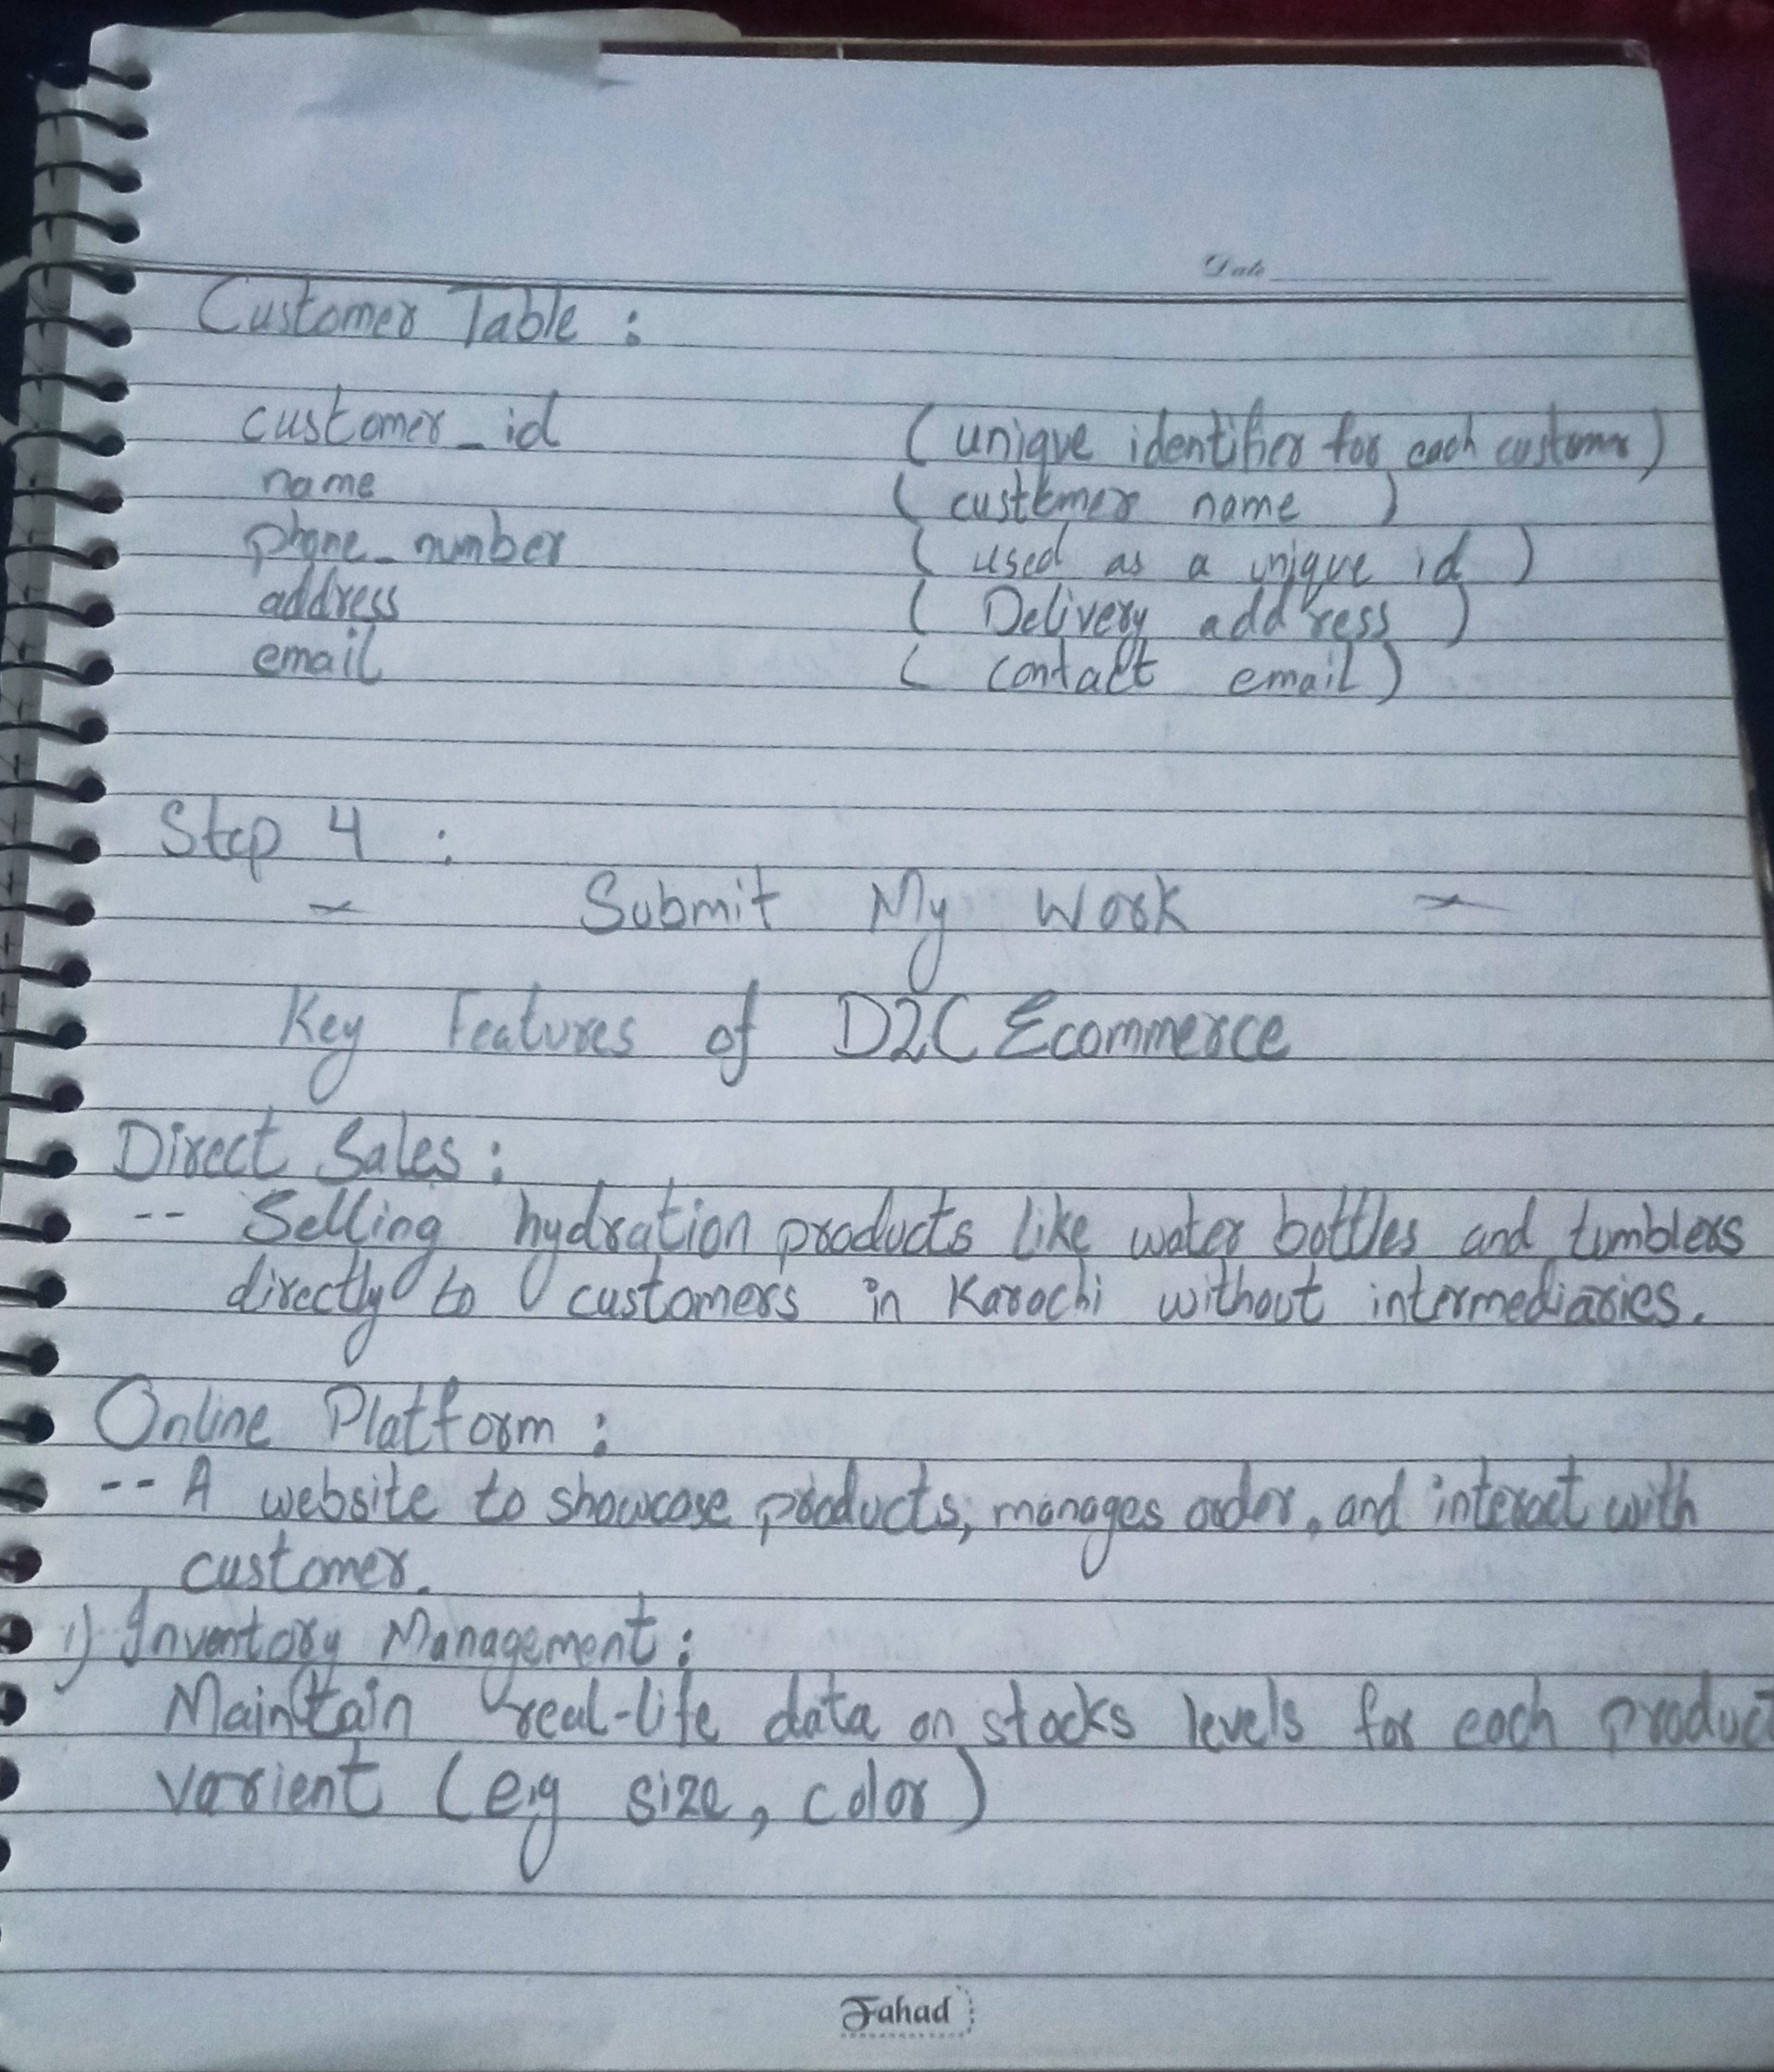 Date
Customer Table :
customer_id ( unique identifier for each customer )
name ( customer name )
phone_number ( used as a unique id )
address ( Delivery address )
email ( contact email )
Step 4 :
Submit My Work
Key Features of D2C Ecommerce
Direct Sales :
-- Selling hydration products like water bottles and tumblers
directly to customers in Karachi without intermediaries.
Online Platform :
-- A website to showcase products, manages order, and interact with
customer.
1) Inventory Management :
Maintain real-life data on stocks levels for each product
varient (e.g size, color)
Fahad